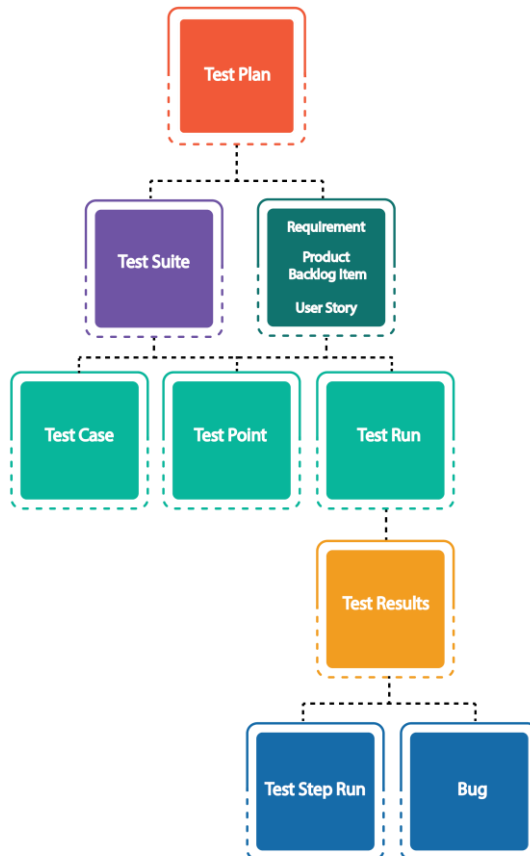 Test Plan
Test Suite
Requirement
Product
Backlog Item
User Story
Test Case
Test Point
Test Run
Test Results
Test Step Run
Bug